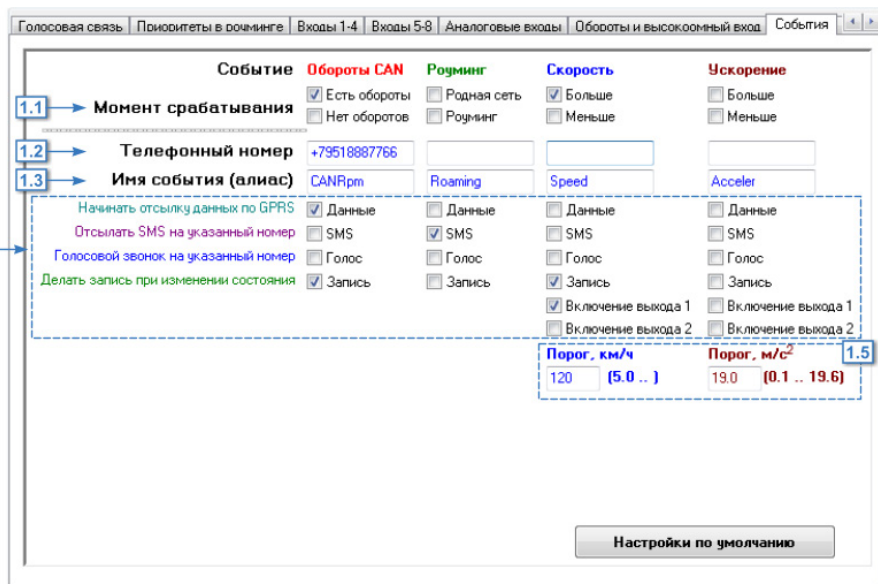 Голосовая связь Приоритеты в роуминге Входы 1-4 Входы 5-8 Аналоговые входы Обороты и высокоомный вход События
Событие Обороты CAN Роуминг Скорость Ускорение
1.1 Момент срабатывания Есть обороты Родная сеть Больше Больше
Нет оборотов Роуминг Меньше Меньше
1.2 Телефонный номер +79518887766
1.3 Имя события (алиас) CANRpm Roaming Speed Acceler
Начинать отсылку данных по GPRS Данные Данные Данные Данные
Отсылать SMS на указанный номер SMS SMS SMS SMS
Голосовой звонок на указанный номер Голос Голос Голос Голос
Делать запись при изменении состояния Запись Запись Запись Запись
Включение выхода 1 Включение выхода 1
Включение выхода 2 Включение выхода 2
Порог, км/ч Порог, м/с2 1.5
120 (5.0 .. ) 19.0 (0.1 .. 19.6)
Настройки по умолчанию